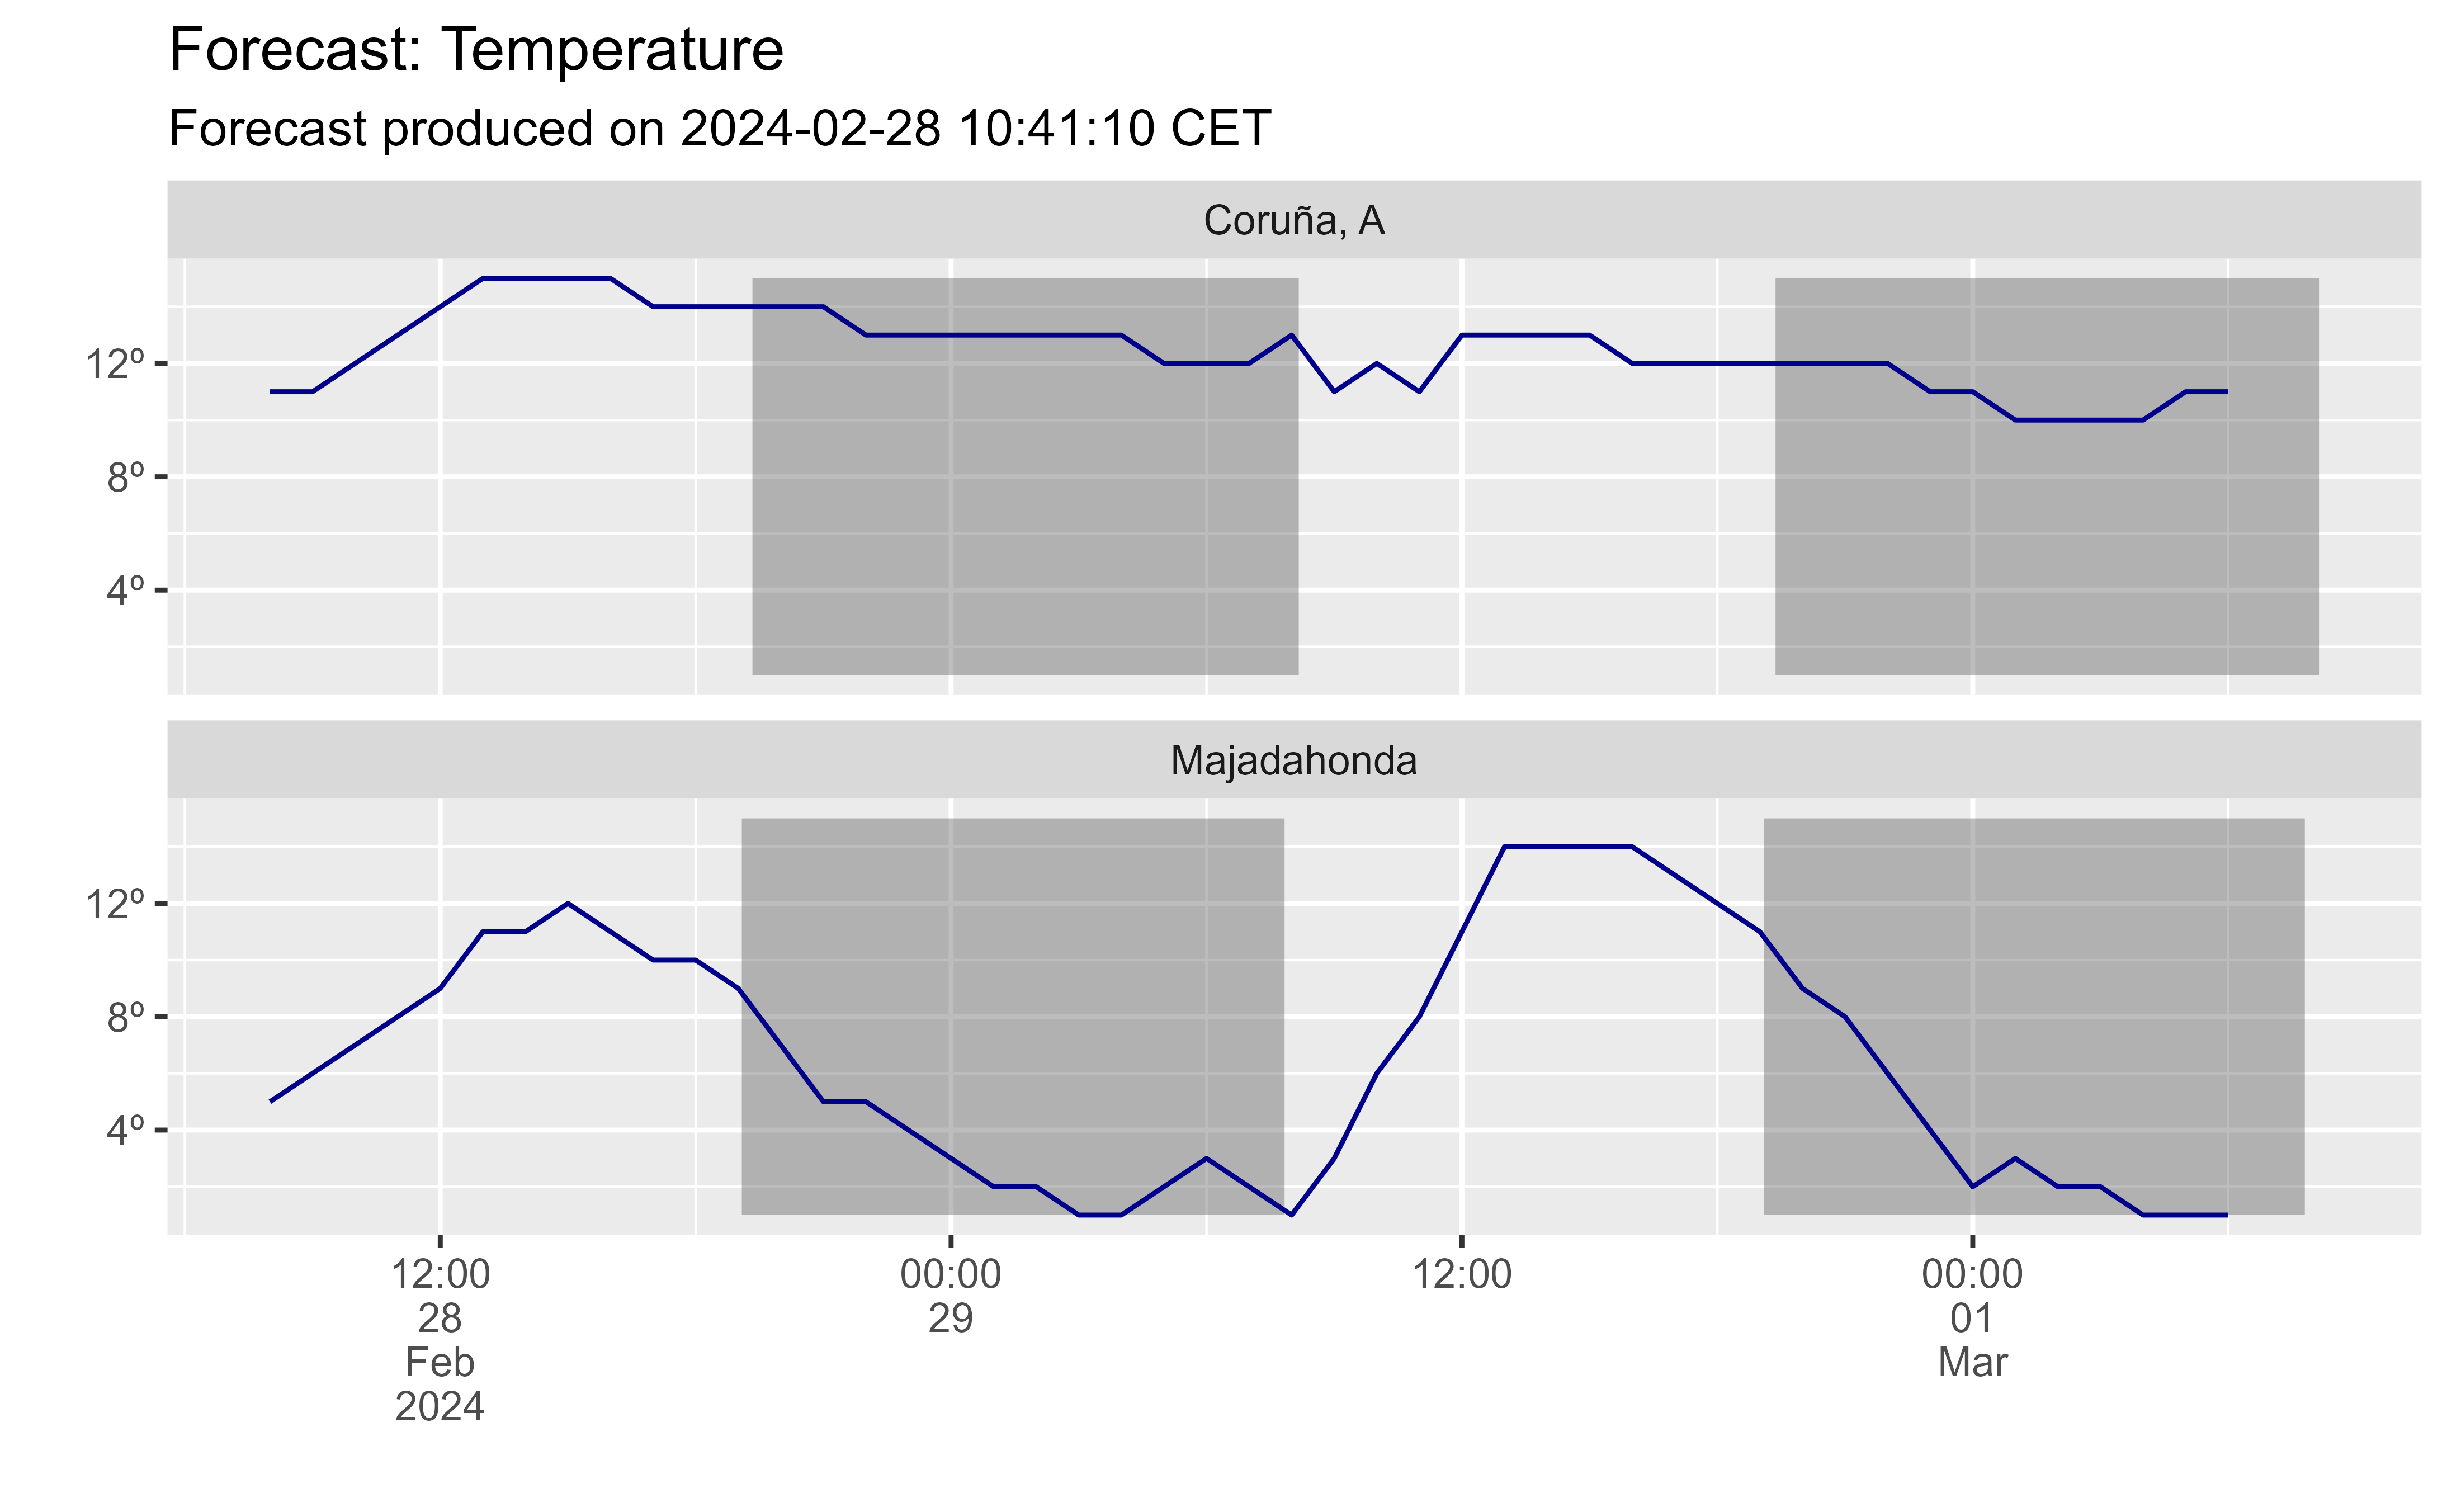 Forecast: Temperature
Forecast produced on 2024-02-28 10:41:10 CET
Coruña, A
12º
8º
4º
Majadahonda
12º
8º
4º
12:00 00:00 12:00 00:00
28 29 01
Feb Mar
2024